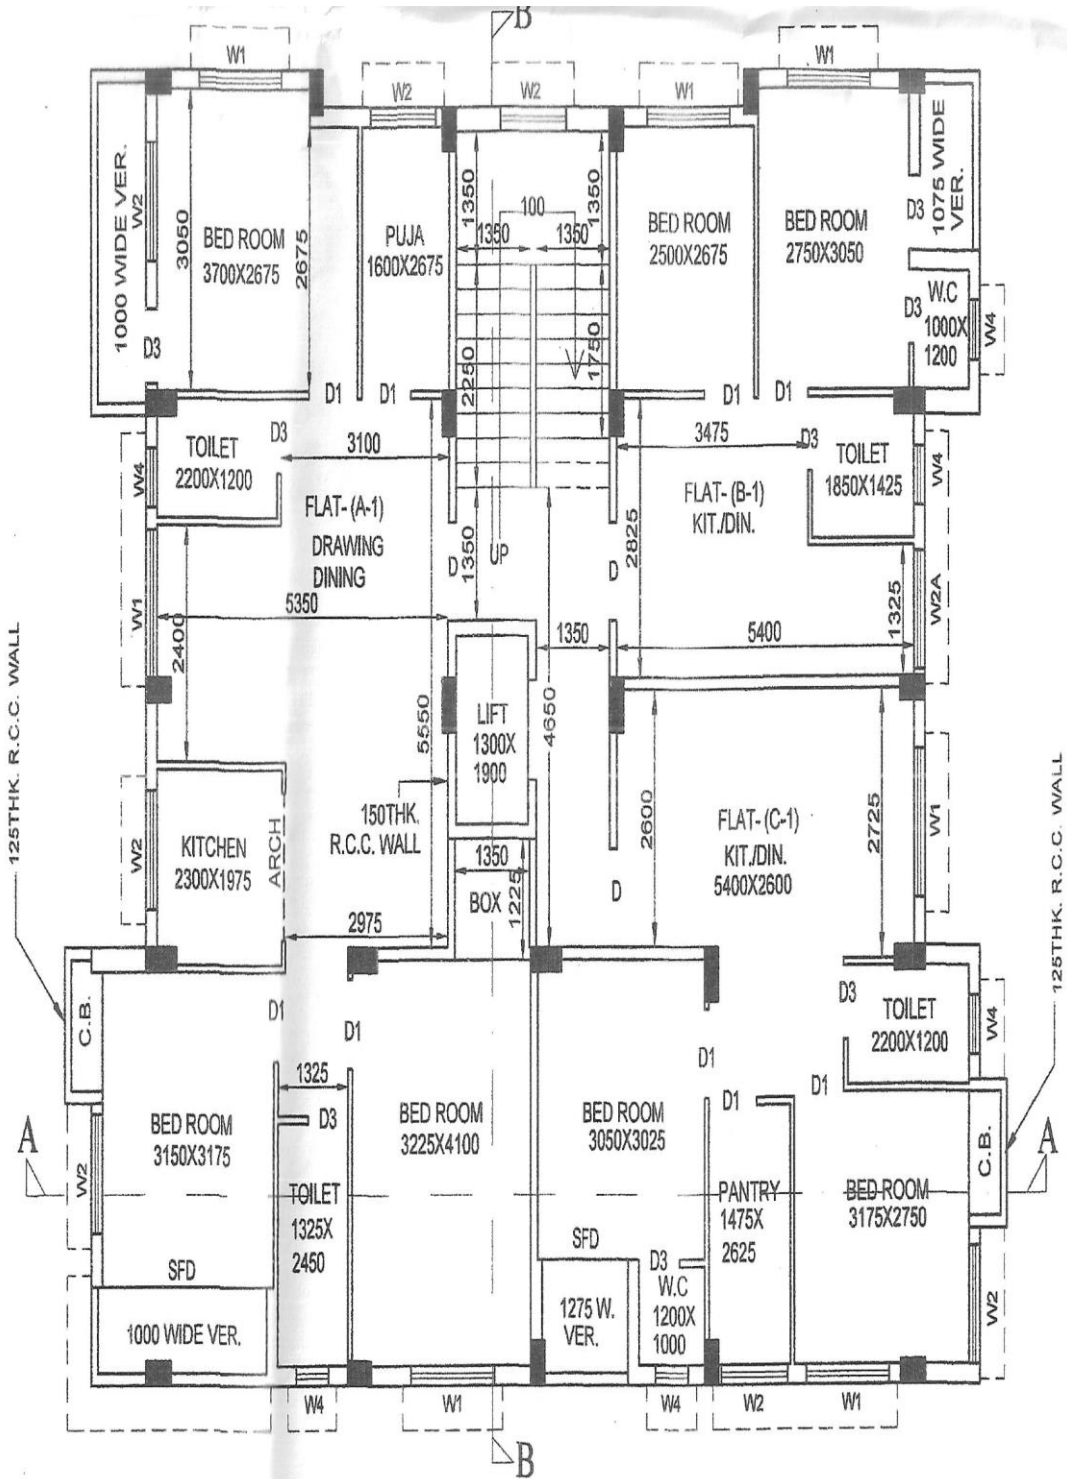 B
W1
W2
W2
W1
W1
1000 WIDE VER.
W2
3050
BED ROOM
3700X2675
2675
PUJA
1600X2675
1350
100
1350
1350
1350
BED ROOM
2500X2675
BED ROOM
2750X3050
D3
1075 WIDE
VER.
D3
W.C
1000X
1200
W4
D3
2250
1750
D1
D1
D1
D1
TOILET
2200X1200
D3
3100
W4
3475
D3
TOILET
1850X1425
W4
FLAT- (A-1)
DRAWING
DINING
FLAT- (B-1)
KIT./DIN.
D
1350
UP
D
2825
W1
5350
2400
1350
5400
1325
W2A
125THK. R.C.C. WALL
5550
LIFT
1300X
1900
4650
150THK.
R.C.C. WALL
2600
FLAT- (C-1)
KIT./DIN.
5400X2600
2725
W1
125THK. R.C.C. WALL
W2
KITCHEN
2300X1975
ARCH
1350
BOX
1225
D
2975
C.B.
D1
D1
D1
D3
TOILET
2200X1200
W4
1325
D3
D1
D1
A
BED ROOM
3150X3175
BED ROOM
3225X4100
BED ROOM
3050X3025
C.B.
A
W2
TOILET
1325X
2450
PANTRY
1475X
2625
BED ROOM
3175X2750
SFD
SFD
D3
W.C
1200X
1000
1000 WIDE VER.
1275 W.
VER.
W2
W4
W1
W4
W2
W1
B